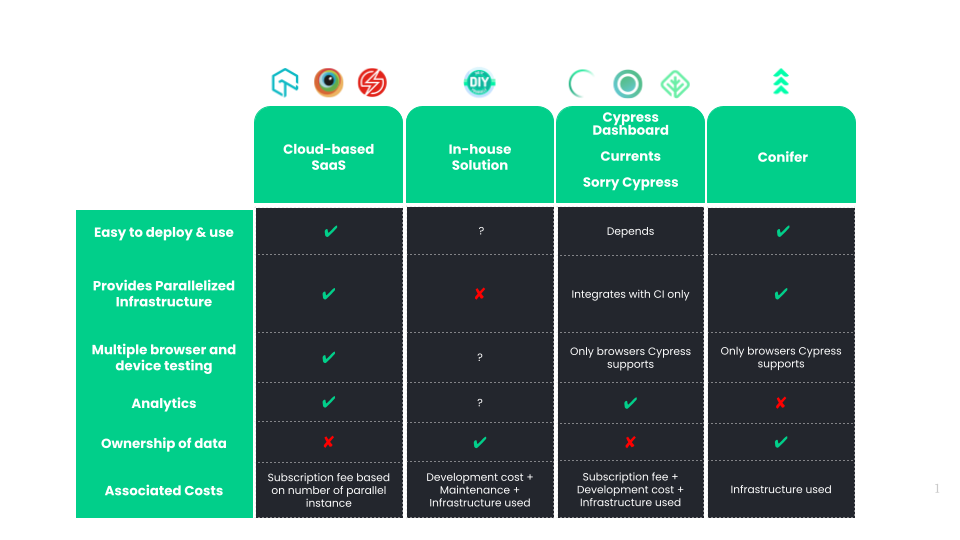 DIY
Cloud-based
SaaS
In-house
Solution
Cypress
Dashboard
Currents
Sorry Cypress
Conifer
Easy to deploy & use
✔
?
Depends
✔
Provides Parallelized
Infrastructure
✔
✘
Integrates with CI only
✔
Multiple browser and
device testing
✔
?
Only browsers Cypress
supports
Only browsers Cypress
supports
Analytics
✔
?
✔
✘
Ownership of data
✘
✔
✘
✔
Associated Costs
Subscription fee based
on number of parallel
instance
Development cost +
Maintenance +
Infrastructure used
Subscription fee +
Development cost +
Infrastructure used
Infrastructure used
1